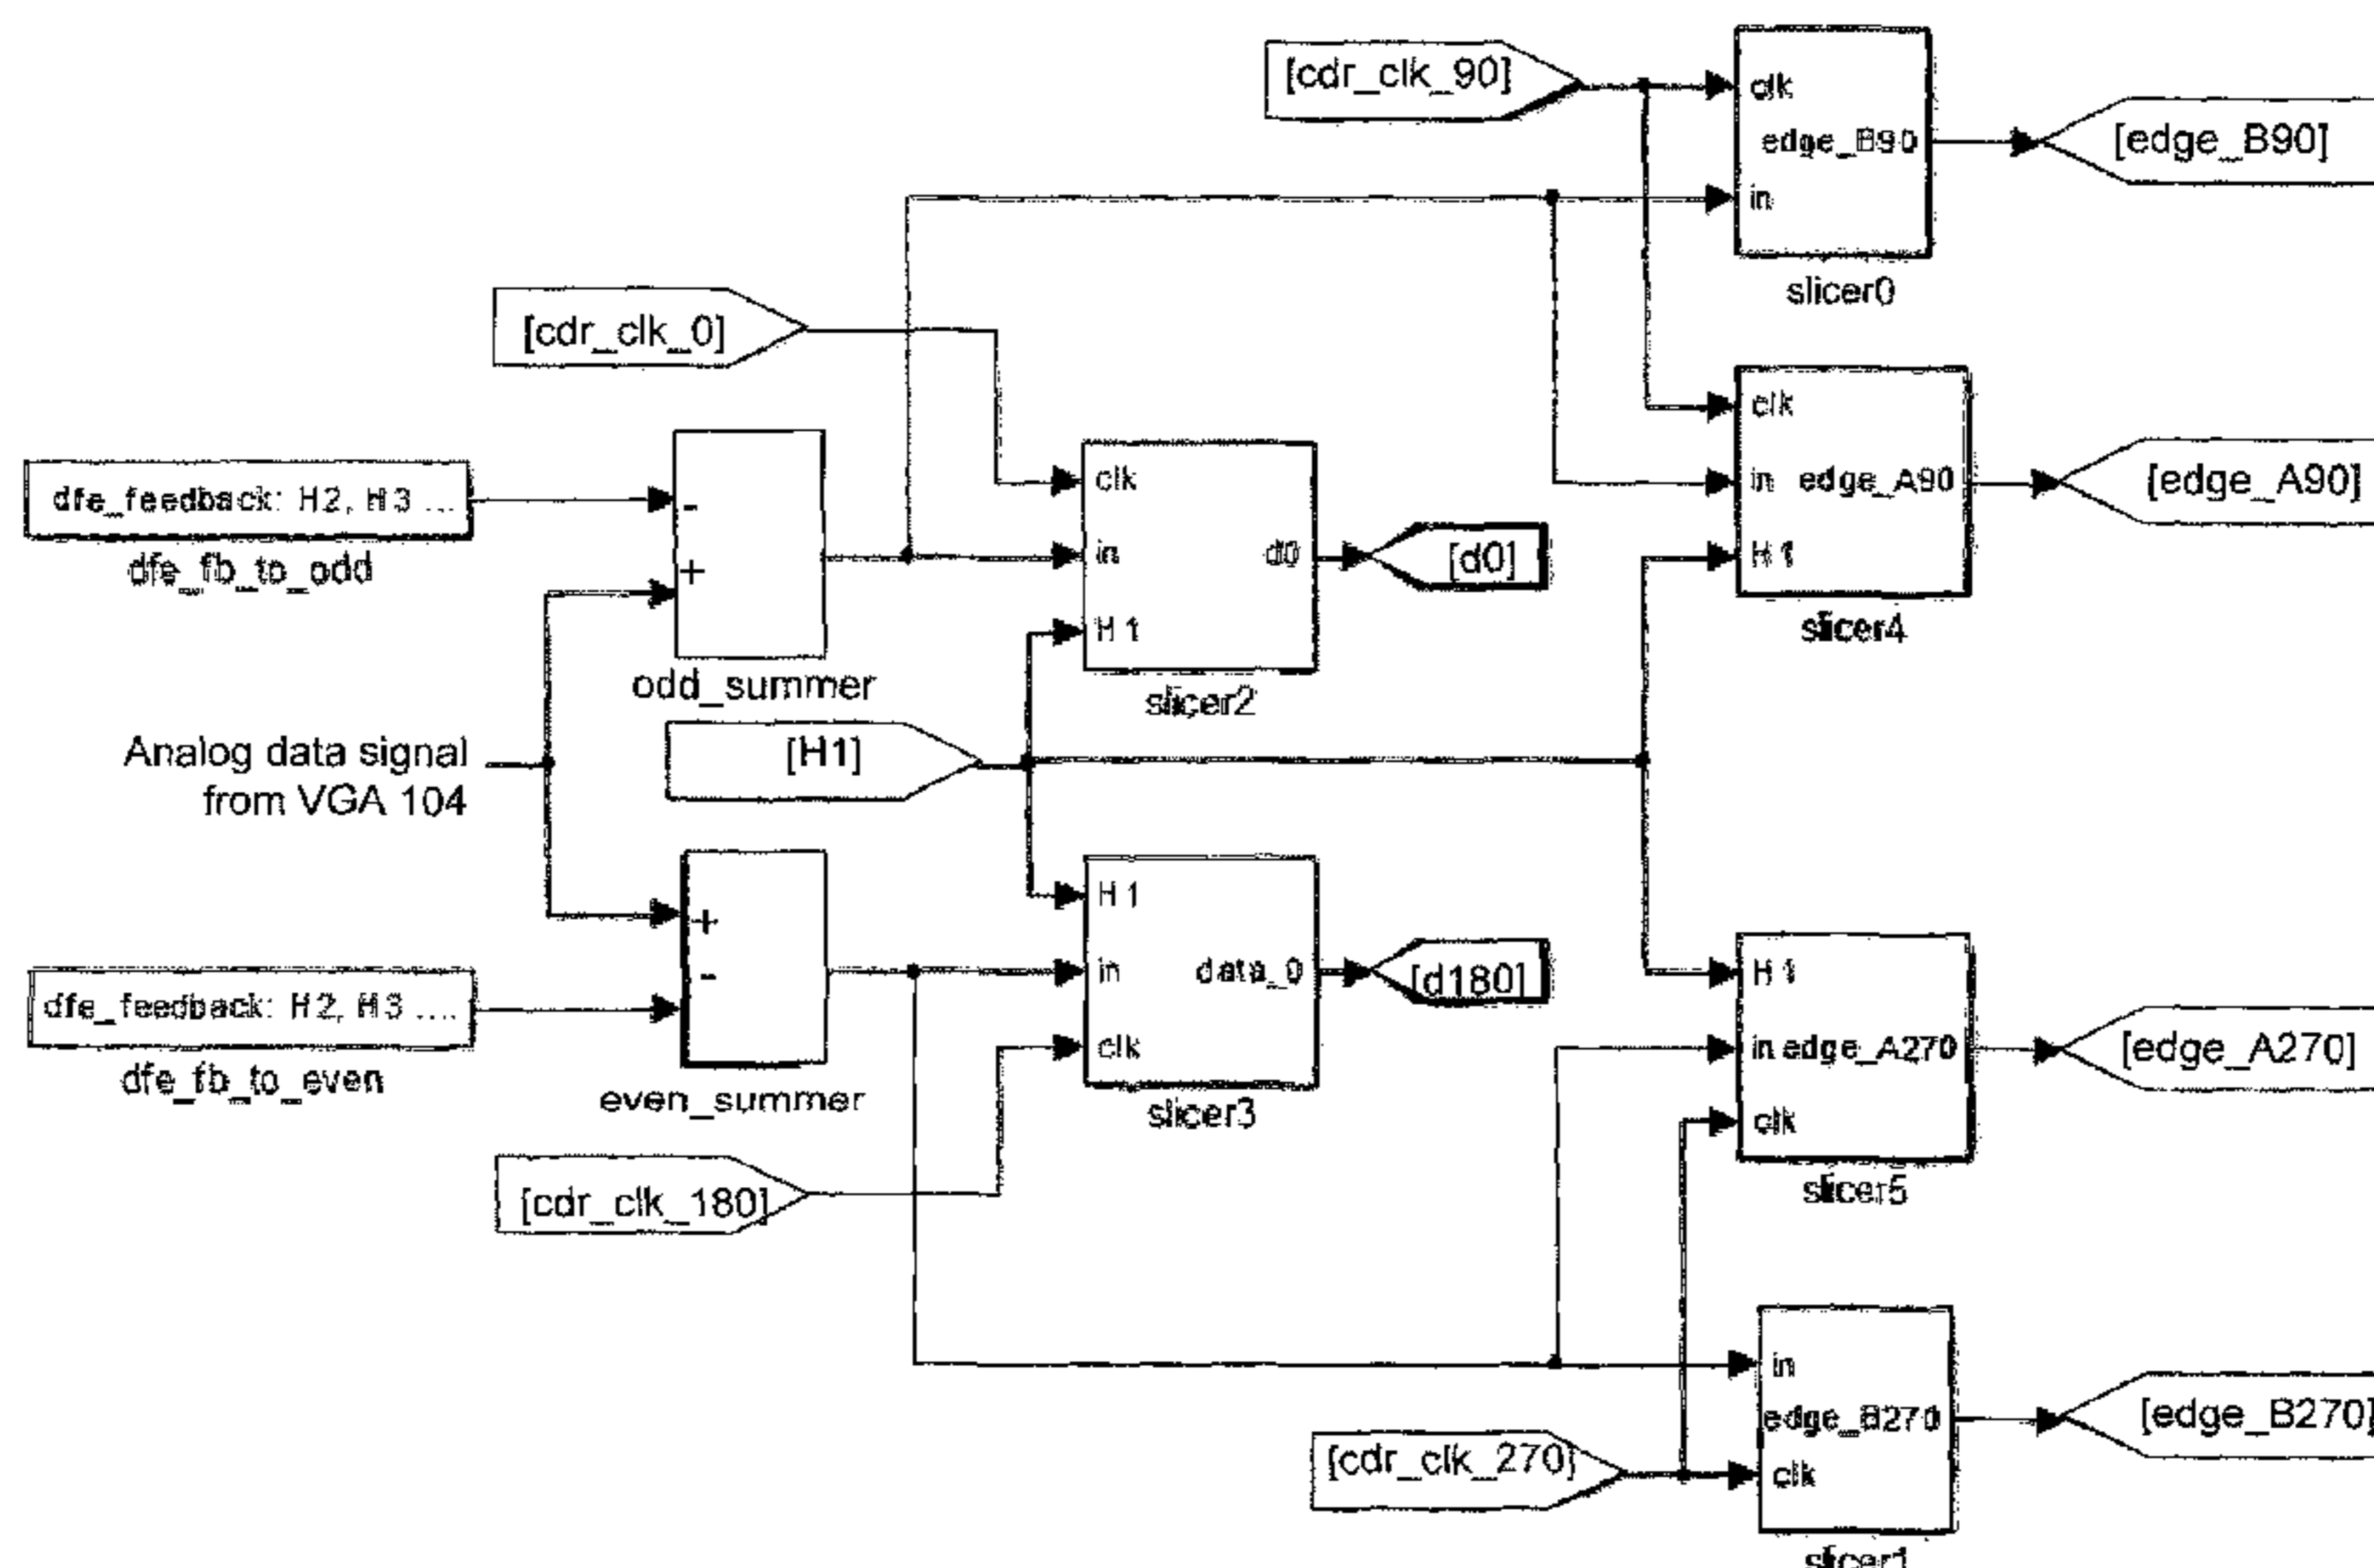 [cdr_clk_90]
clk
edge_B90
in
slicer0
[edge_B90]
[cdr_clk_0]
clk
in edge_A90
H1
slicer4
[edge_A90]
dfe_feedback: H2, H3 ...
dfe_fb_to_odd
-
+
odd_summer
clk
in
d0
H1
slicer2
[d0]
Analog data signal
from VGA 104
[H1]
+
-
even_summer
dfe_feedback: H2, H3 ....
dfe_fb_to_even
H1
in
data_0
clk
slicer3
[d180]
[cdr_clk_180]
H1
in edge_A270
clk
slicer5
[edge_A270]
in
edge_B270
clk
slicer1
[edge_B270]
[cdr_clk_270]